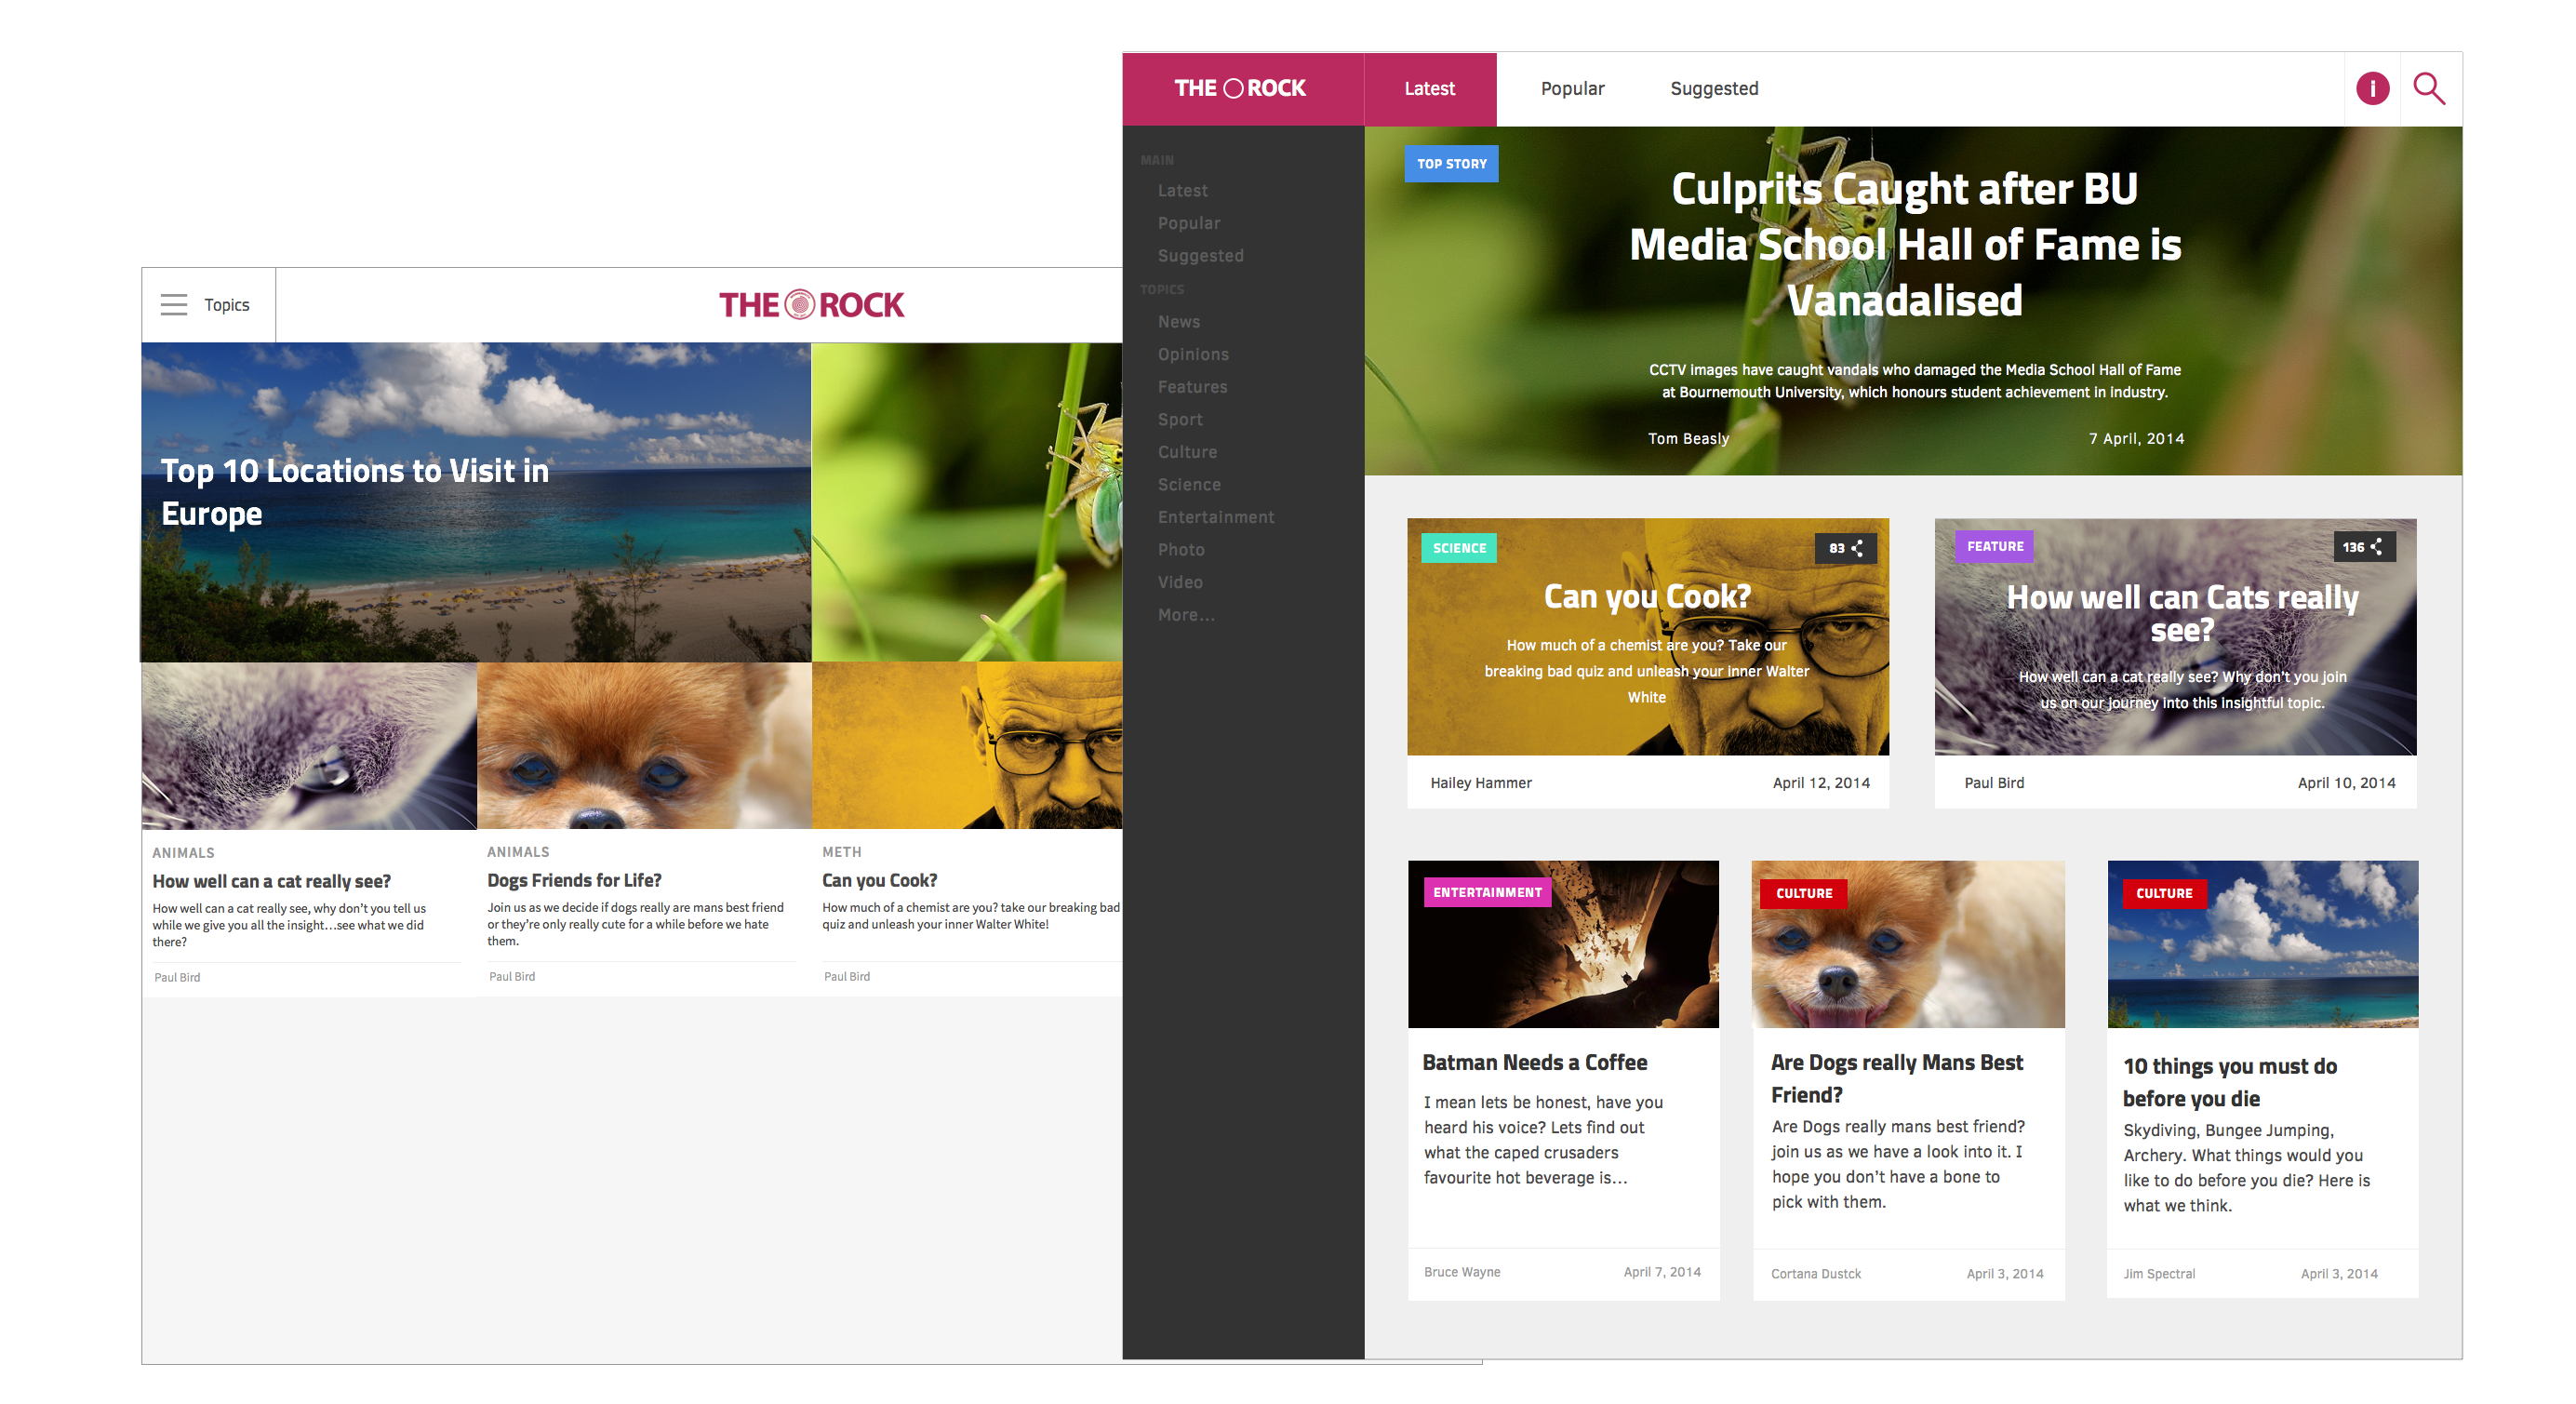 Topics
THE ROCK
Top 10 Locations to Visit in
Europe
ANIMALS
How well can a cat really see?
How well can a cat really see, why don't you tell us
while we give you all the insight...see what we did
there?
Paul Bird
ANIMALS
Dogs Friends for Life?
Join us as we decide if dogs really are mans best friend
or they're only really cute for a while before we hate
them.
Paul Bird
METH
Can you Cook?
How much of a chemist are you? take our breaking bad
quiz and unleash your inner Walter White!
Paul Bird
THE ROCK
Latest
Popular
Suggested
i
MAIN
Latest
Popular
Suggested
TOPICS
News
Opinions
Features
Sport
Culture
Science
Entertainment
Photo
Video
More...
TOP STORY
Culprits Caught after BU
Media School Hall of Fame is
Vanadalised
CCTV images have caught vandals who damaged the Media School Hall of Fame
at Bournemouth University, which honours student achievement in industry.
Tom Beasly
7 April, 2014
SCIENCE
83
Can you Cook?
How much of a chemist are you? Take our
breaking bad quiz and unleash your inner Walter
White
Hailey Hammer
April 12, 2014
FEATURE
136
How well can Cats really
see?
How well can a cat really see? Why don't you join
us on our journey into this insightful topic.
Paul Bird
April 10, 2014
ENTERTAINMENT
Batman Needs a Coffee
I mean lets be honest, have you
heard his voice? Lets find out
what the caped crusaders
favourite hot beverage is...
Bruce Wayne
April 7, 2014
CULTURE
Are Dogs really Mans Best
Friend?
Are Dogs really mans best friend?
join us as we have a look into it. I
hope you don't have a bone to
pick with them.
Cortana Dustck
April 3, 2014
CULTURE
10 things you must do
before you die
Skydiving, Bungee Jumping,
Archery. What things would you
like to do before you die? Here is
what we think.
Jim Spectral
April 3, 2014